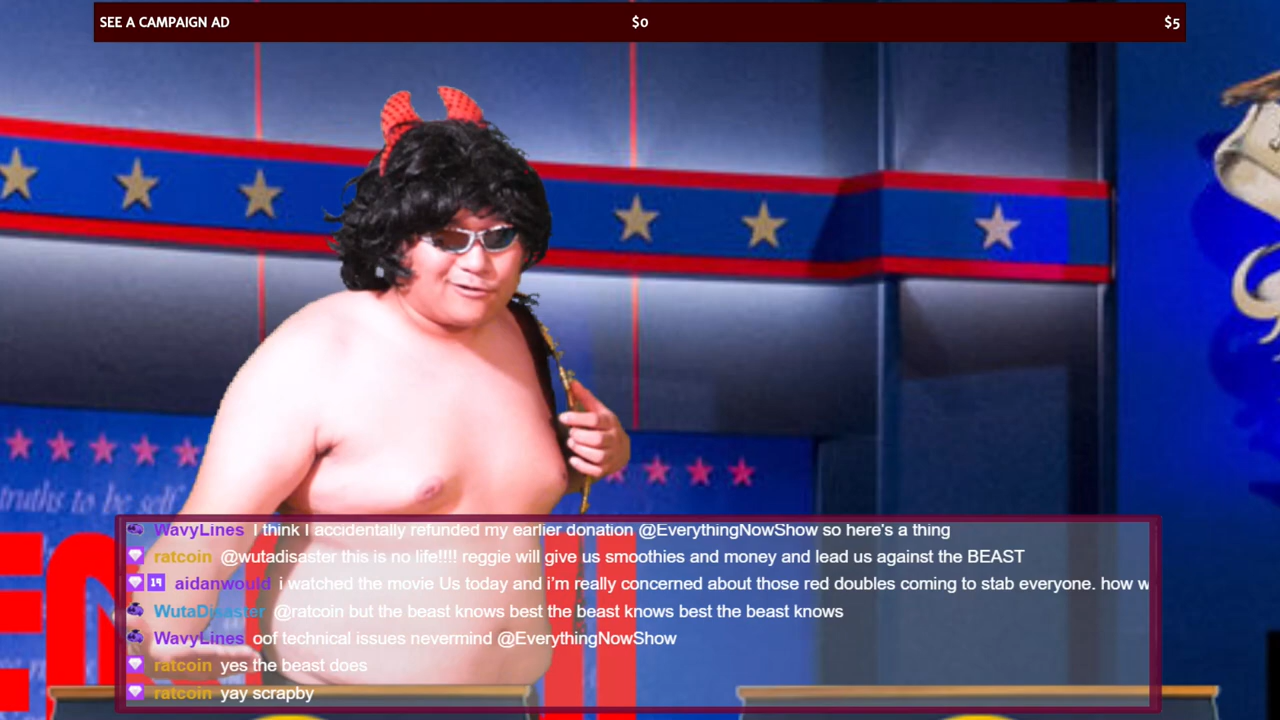 SEE A CAMPAIGN AD $0 $5
truths to be self
WavyLines I think I accidentally refunded my earlier donation @EverythingNowShow so here's a thing
ratcoin @wutadisaster this is no life!!!! reggie will give us smoothies and money and lead us against the BEAST
aidanwould i watched the movie Us today and i'm really concerned about those red doubles coming to stab everyone. how w
WutaDisaster @ratcoin but the beast knows best the beast knows best the beast knows
WavyLines oof technical issues nevermind @EverythingNowShow
ratcoin yes the beast does
ratcoin yay scrapby